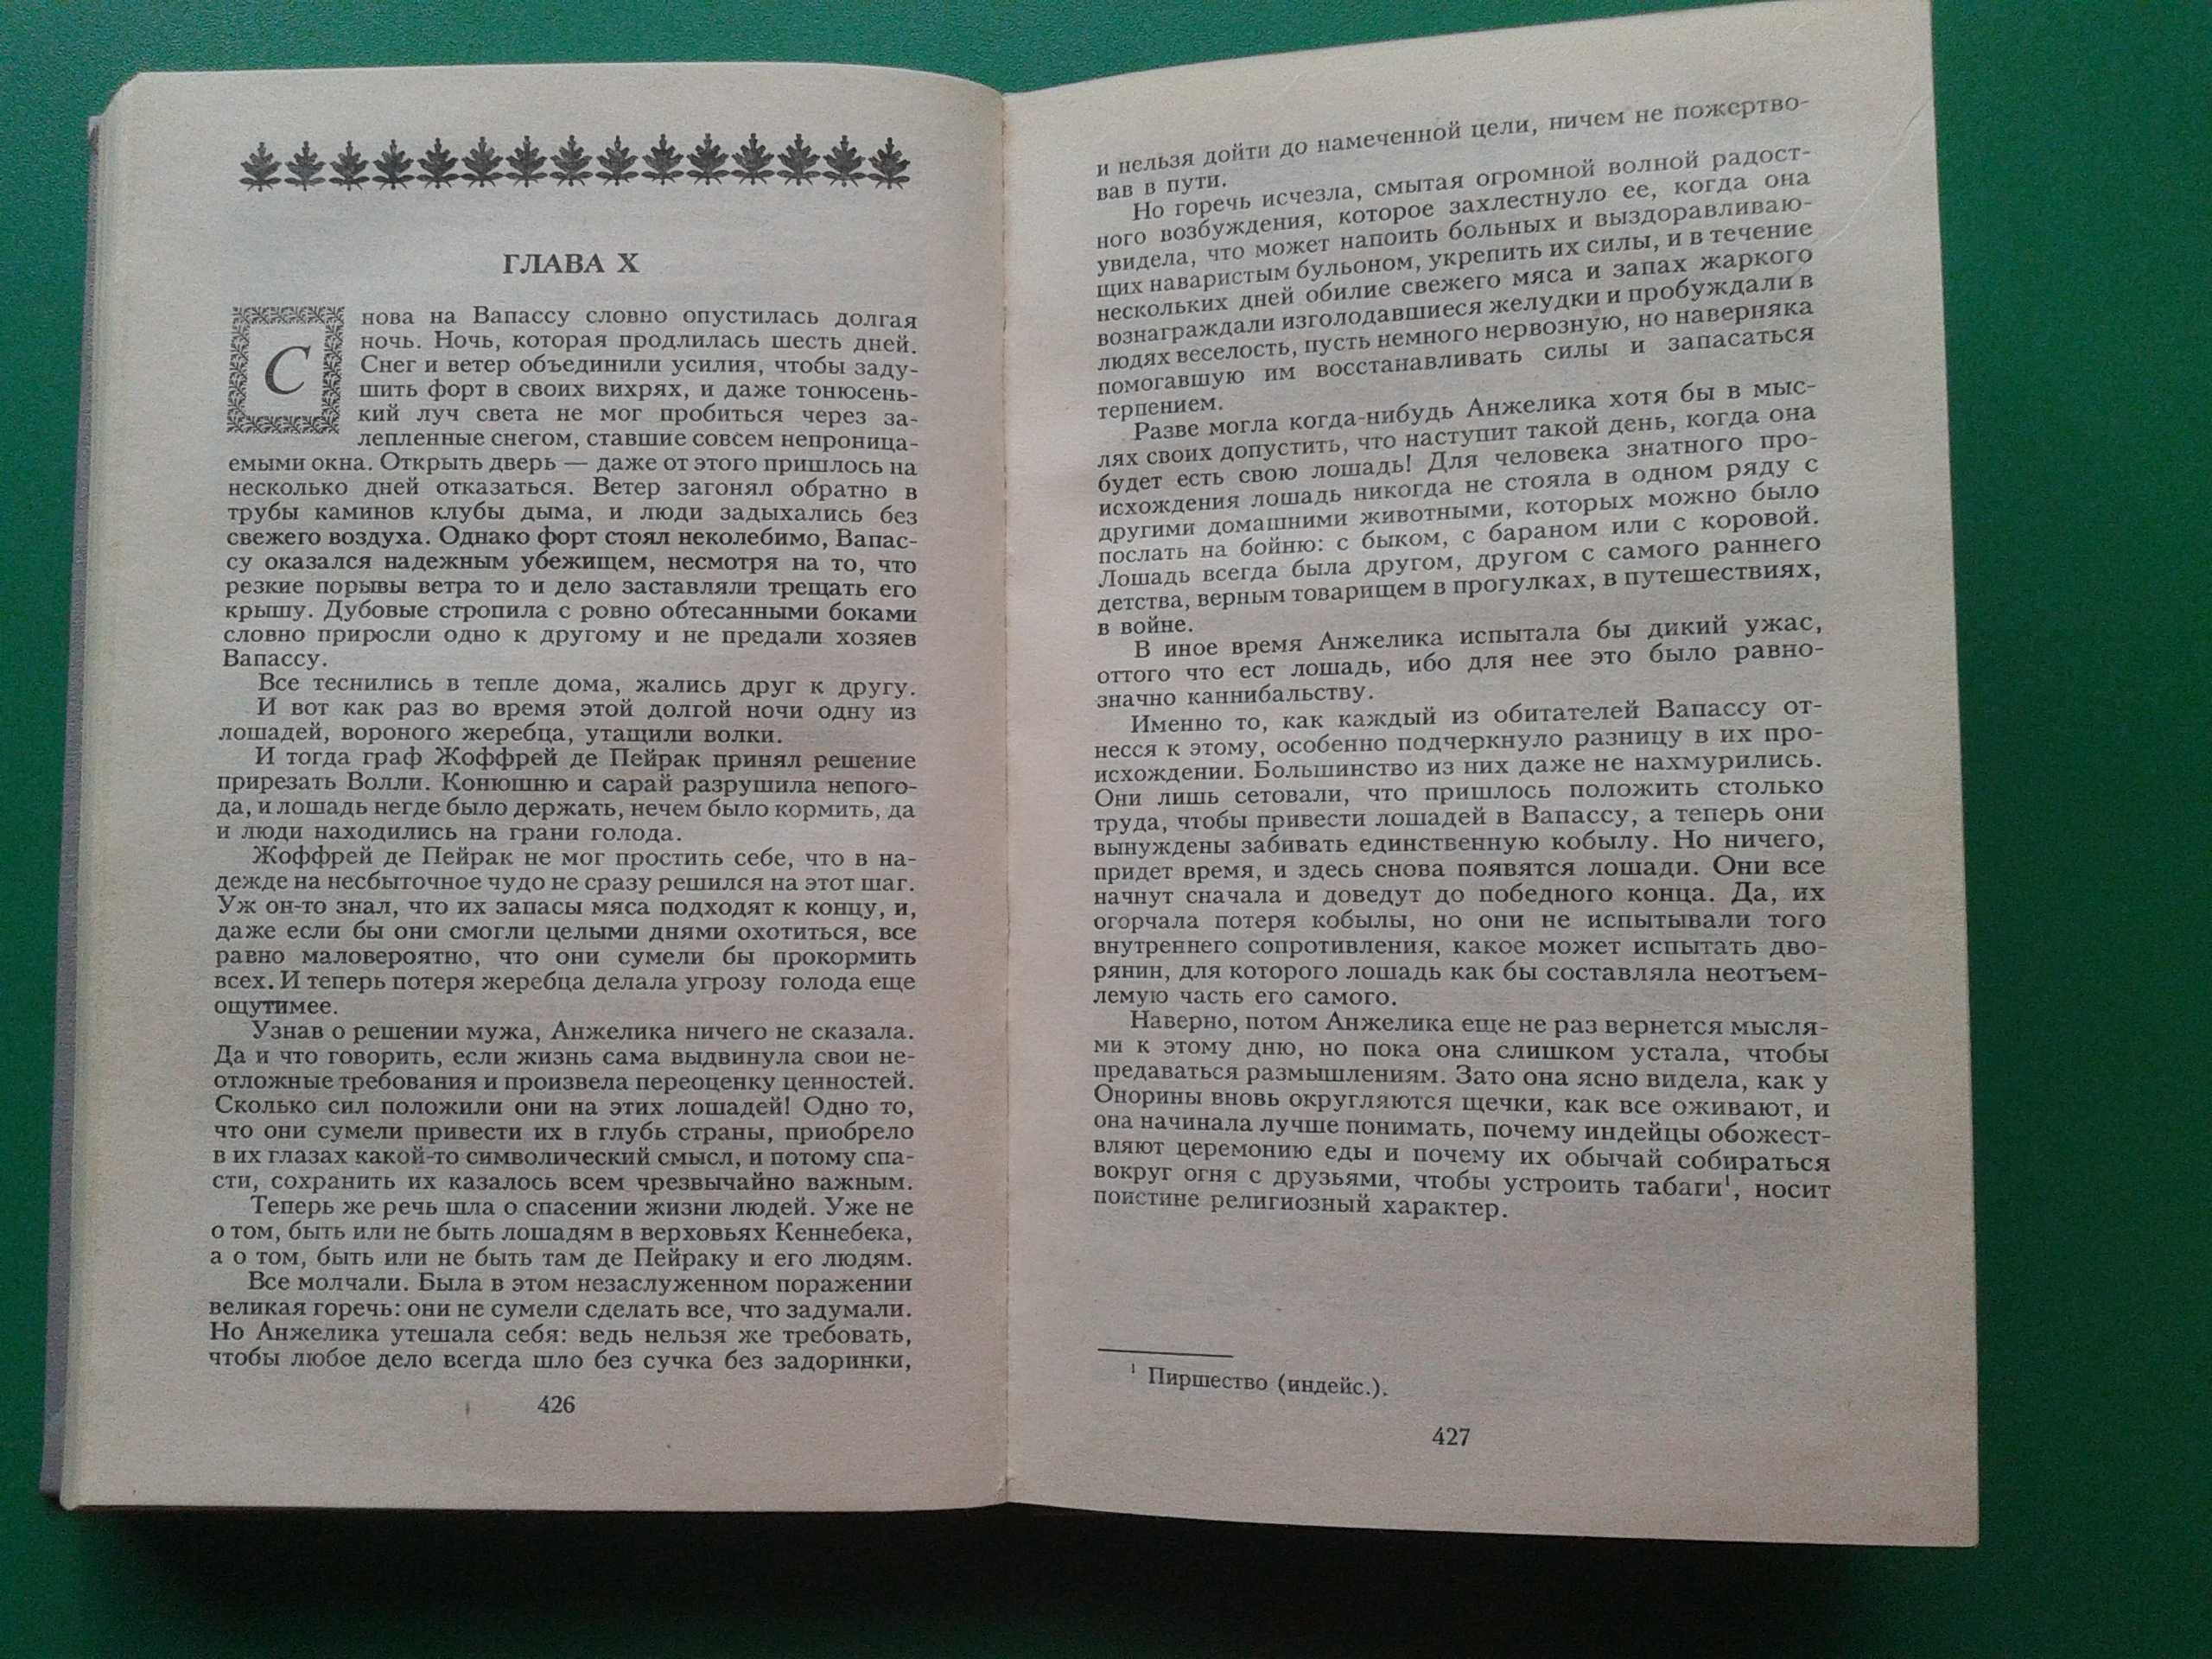 ГЛАВА X
Снова на Вапассу словно опустилась долгая
ночь. Ночь, которая продлилась шесть дней.
Снег и ветер объединили усилия, чтобы заду-
шить форт в своих вихрях, и даже тонюсень-
кий луч света не мог пробиться через за-
лепленные снегом, ставшие совсем непроница-
емыми окна. Открыть дверь — даже от этого пришлось на
несколько дней отказаться. Ветер загонял обратно в
трубы каминов клубы дыма, и люди задыхались без
свежего воздуха. Однако форт стоял неколебимо, Вапас-
су оказался надежным убежищем, несмотря на то, что
резкие порывы ветра то и дело заставляли трещать его
крышу. Дубовые стропила с ровно обтесанными боками
словно приросли одно к другому и не предали хозяев
Вапассу.
Все теснились в тепле дома, жались друг к другу.
И вот как раз во время этой долгой ночи одну из
лошадей, вороного жеребца, утащили волки.
И тогда граф Жоффрей де Пейрак принял решение
прирезать Волли. Конюшню и сарай разрушила непого-
да, и лошадь негде было держать, нечем было кормить, да
и люди находились на грани голода.
Жоффрей де Пейрак не мог простить себе, что в на-
дежде на несбыточное чудо не сразу решился на этот шаг.
Уж он-то знал, что их запасы мяса подходят к концу, и,
даже если бы они смогли целыми днями охотиться, все
равно маловероятно, что они сумели бы прокормить
всех. И теперь потеря жеребца делала угрозу голода еще
ощутимее.
Узнав о решении мужа, Анжелика ничего не сказала.
Да и что говорить, если жизнь сама выдвинула свои не-
отложные требования и произвела переоценку ценностей.
Сколько сил положили они на этих лошадей! Одно то,
что они сумели привести их в глубь страны, приобрело
в их глазах какой-то символический смысл, и потому спа-
сти, сохранить их казалось всем чрезвычайно важным.
Теперь же речь шла о спасении жизни людей. Уже не
о том, быть или не быть лошадям в верховьях Кеннебека,
а о том, быть или не быть там де Пейраку и его людям.
Все молчали. Была в этом незаслуженном поражении
великая горечь: они не сумели сделать все, что задумали.
Но Анжелика утешала себя: ведь нельзя же требовать,
чтобы любое дело всегда шло без сучка без задоринки,
426
и нельзя дойти до намеченной цели, ничем не пожертво-
вав в пути.
Но горечь исчезла, смытая огромной волной радост-
ного возбуждения, которое захлестнуло ее, когда она
увидела, что может напоить больных и выздоравливаю-
щих наваристым бульоном, укрепить их силы, и в течение
нескольких дней обилие свежего мяса и запах жаркого
вознаграждали изголодавшиеся желудки и пробуждали в
людях веселость, пусть немного нервозную, но наверняка
помогавшую им восстанавливать силы и запасаться
терпением.
Разве могла когда-нибудь Анжелика хотя бы в мыс-
лях своих допустить, что наступит такой день, когда она
будет есть свою лошадь! Для человека знатного про-
исхождения лошадь никогда не стояла в одном ряду с
другими домашними животными, которых можно было
послать на бойню: с быком, с бараном или с коровой.
Лошадь всегда была другом, другом с самого раннего
детства, верным товарищем в прогулках, в путешествиях,
в войне.
В иное время Анжелика испытала бы дикий ужас,
оттого что ест лошадь, ибо для нее это было равно-
значно каннибальству.
Именно то, как каждый из обитателей Вапассу от-
несся к этому, особенно подчеркнуло разницу в их про-
исхождении. Большинство из них даже не нахмурились.
Они лишь сетовали, что пришлось положить столько
труда, чтобы привести лошадей в Вапассу, а теперь они
вынуждены забивать единственную кобылу. Но ничего,
придет время, и здесь снова появятся лошади. Они все
начнут сначала и доведут до победного конца. Да, их
огорчала потеря кобылы, но они не испытывали того
внутреннего сопротивления, какое может испытать дво-
рянин, для которого лошадь как бы составляла неотъем-
лемую часть его самого.
Наверно, потом Анжелика еще не раз вернется мысля-
ми к этому дню, но пока она слишком устала, чтобы
предаваться размышлениям. Зато она ясно видела, как у
Онорины вновь округляются щечки, как все оживают, и
она начинала лучше понимать, почему индейцы обожест-
вляют церемонию еды и почему их обычай собираться
вокруг огня с друзьями, чтобы устроить табаги¹, носит
поистине религиозный характер.
¹ Пиршество (индейс.).
427